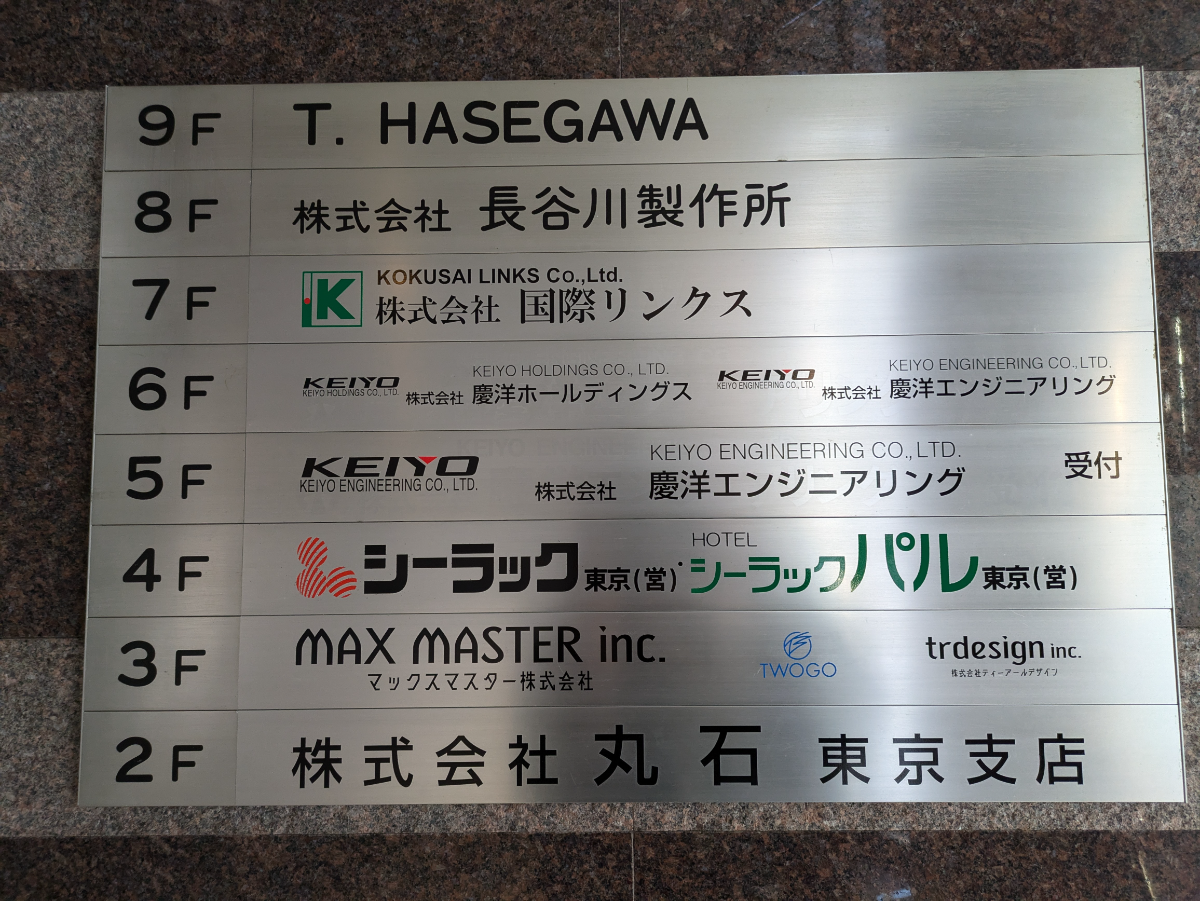 9F T. HASEGAWA
8F 株式会社 長谷川製作所
7F K KOKUSAI LINKS Co.,Ltd.
株式会社 国際リンクス
6F KEIYO KEIYO HOLDINGS CO., LTD. 株式会社 KEIYO HOLDINGS CO., LTD. 慶洋ホールディングス KEIYO KEIYO ENGINEERING CO., LTD. 株式会社 KEIYO ENGINEERING CO., LTD. 慶洋エンジニアリング
5F KEIYO KEIYO ENGINEERING CO., LTD. 株式会社 KEIYO ENGINEERING CO., LTD. 慶洋エンジニアリング 受付
4F シーラック 東京(営)・HOTEL シーラックパル 東京(営)
3F MAX MASTER inc. マックスマスター株式会社 TWOGO trdesign inc. 株式会社ティーアールデザイン
2F 株式会社 丸石 東京支店